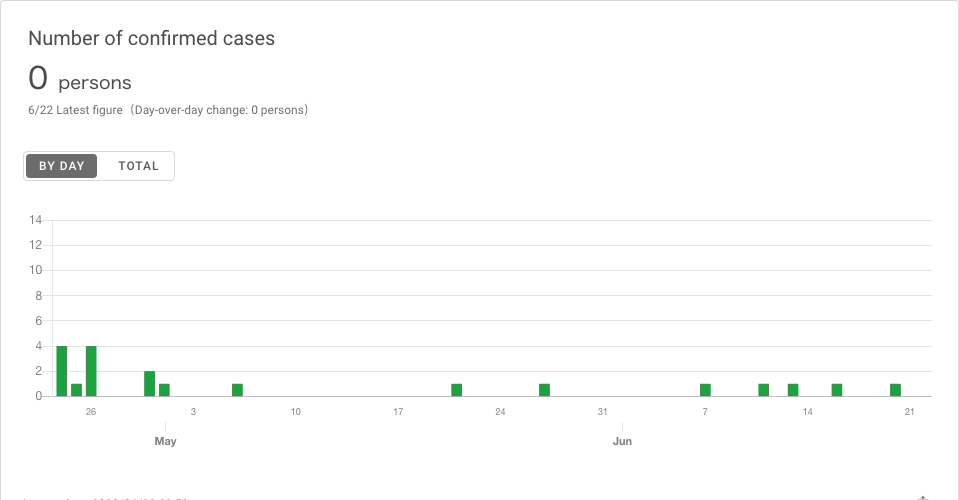 Number of confirmed cases
0 persons
6/22 Latest figure (Day-over-day change: 0 persons)
BY DAY TOTAL
14
12
10
8
6
4
2
0
26 3 10 17 24 31 7 14 21
May Jun